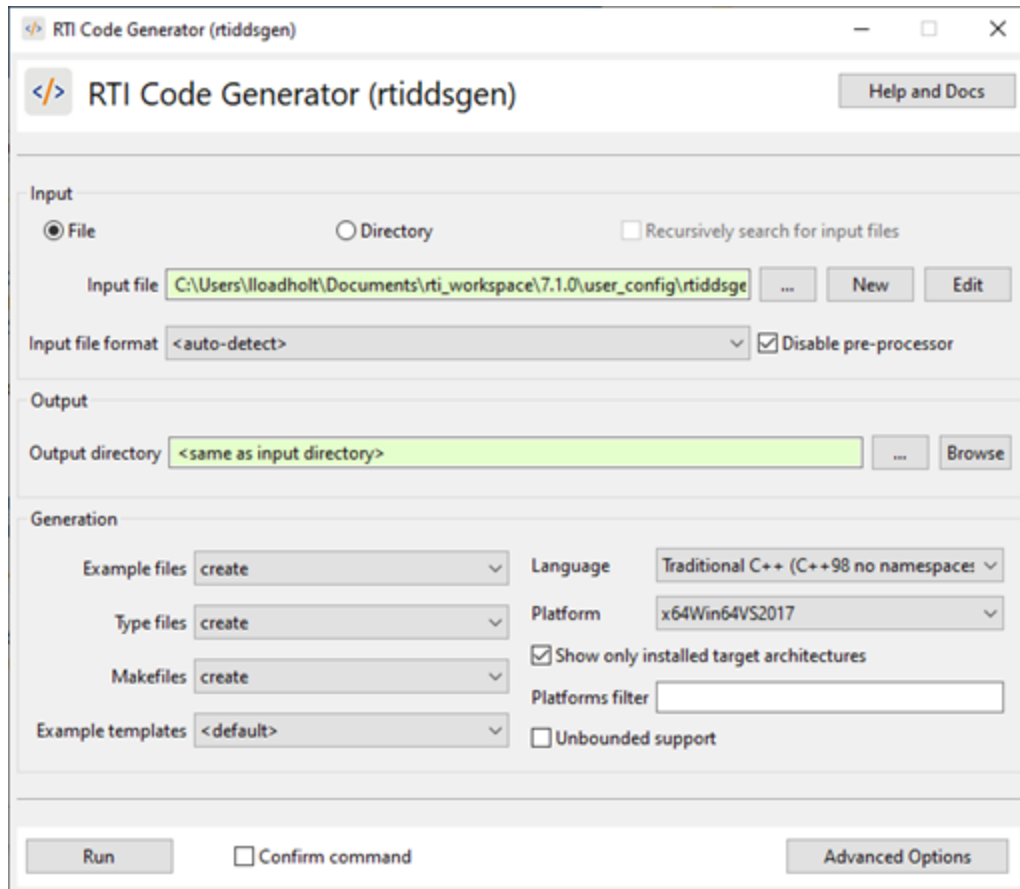 RTI Code Generator (rtiddsgen)
RTI Code Generator (rtiddsgen)
Help and Docs
Input
File
Directory
Recursively search for input files
Input file C:\Users\lloadholt\Documents\rti_workspace\7.1.0\user_config\rtiddsge ... New Edit
Input file format <auto-detect> Disable pre-processor
Output
Output directory <same as input directory> ... Browse
Generation
Example files create
Type files create
Makefiles create
Example templates <default>
Language Traditional C++ (C++98 no namespaces
Platform x64Win64VS2017
Show only installed target architectures
Platforms filter
Unbounded support
Run
Confirm command
Advanced Options